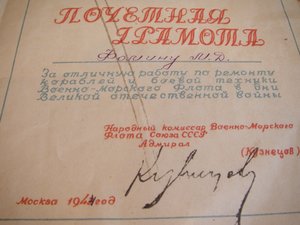 ПОЧЕТНАЯ
ГРАМОТА
Фомину М.Д.
За отличную работу по ремонту
кораблей и боевой техники
Военно-Морского Флота в дни
Великой отечественной войны
Народный комиссар Военно-Морского
Флота Союза ССР
Адмирал
(Кузнецов)
Кузнецов
Москва 1944 год